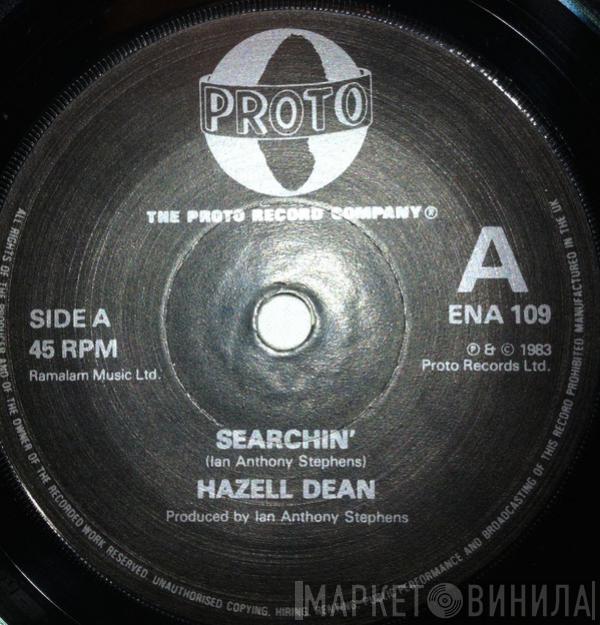 PROTO
THE PROTO RECORD COMPANY®
A
SIDE A
ENA 109
45 RPM
℗ & © 1983
Ramalam Music Ltd.
Proto Records Ltd.
SEARCHIN'
(Ian Anthony Stephens)
HAZELL DEAN
Produced by Ian Anthony Stephens
ALL RIGHTS OF THE PRODUCER AND OF THE OWNER OF THE RECORDED WORK RESERVED. UNAUTHORISED COPYING, HIRING, PUBLIC PERFORMANCE AND BROADCASTING OF THIS RECORD PROHIBITED. MANUFACTURED IN THE UK
МАРКЕТ ВИНИЛА